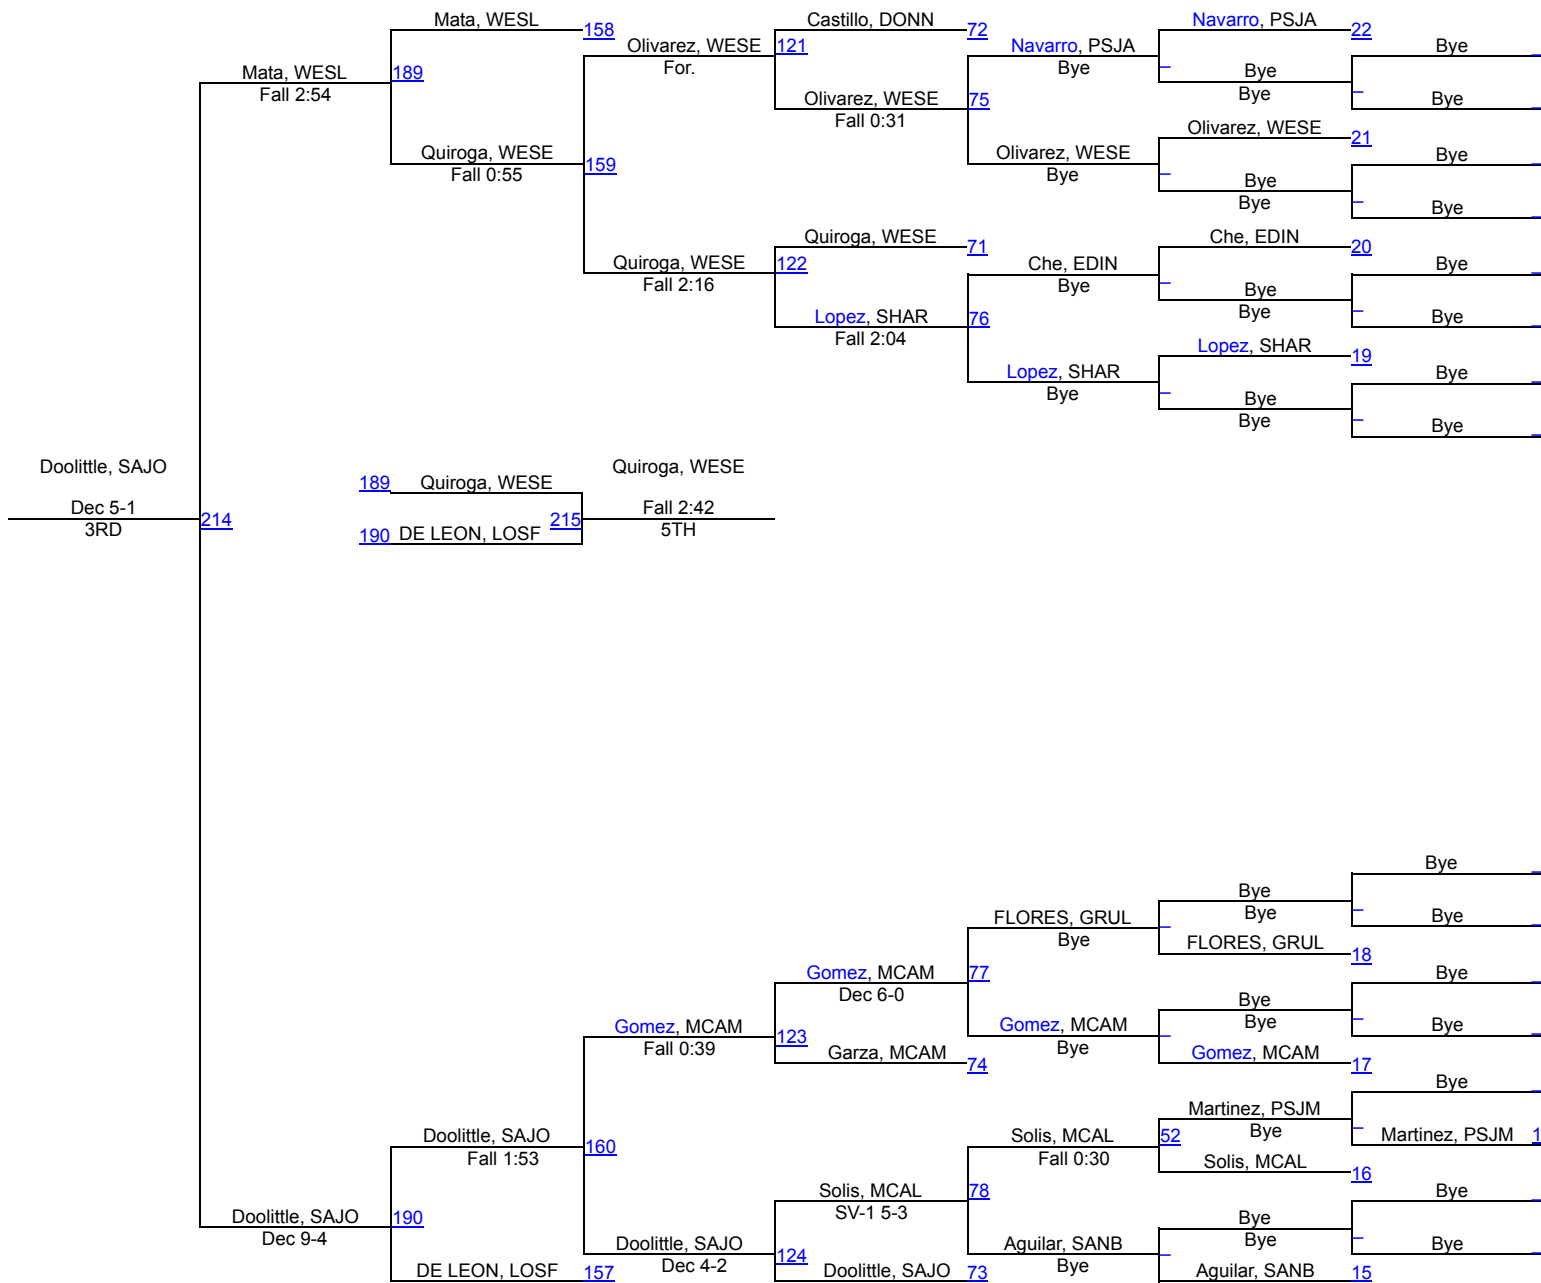 Mata, WESL
158
Castillo, DONN
72
Navarro, PSJA
22
Olivarez, WESE
121
For.
Navarro, PSJA
Bye
Bye
Mata, WESL
189
Fall 2:54
Bye
Bye
Olivarez, WESE
75
Fall 0:31
Bye
Olivarez, WESE
21
Quiroga, WESE
159
Fall 0:55
Olivarez, WESE
Bye
Bye
Bye
Bye
Bye
Quiroga, WESE
71
Che, EDIN
20
Quiroga, WESE
122
Fall 2:16
Che, EDIN
Bye
Bye
Bye
Bye
Lopez, SHAR
76
Fall 2:04
Bye
Lopez, SHAR
19
Lopez, SHAR
Bye
Bye
Bye
Bye
Bye
Doolittle, SAJO
Quiroga, WESE
189
Quiroga, WESE
Dec 5-1
214
3RD
215
Fall 2:42
5TH
190
DE LEON, LOSF
Bye
Bye
Bye
FLORES, GRUL
Bye
Bye
FLORES, GRUL
18
Gomez, MCAM
77
Dec 6-0
Bye
Bye
Bye
Gomez, MCAM
123
Fall 0:39
Gomez, MCAM
Bye
Bye
Garza, MCAM
74
Gomez, MCAM
17
Bye
Martinez, PSJM
Bye
Doolittle, SAJO
160
Fall 1:53
Solis, MCAL
52
Fall 0:30
Martinez, PSJM
1
Solis, MCAL
16
Solis, MCAL
78
SV-1 5-3
Bye
Doolittle, SAJO
190
Dec 9-4
Bye
Bye
Doolittle, SAJO
124
Dec 4-2
Aguilar, SANB
Bye
Bye
DE LEON, LOSF
157
Doolittle, SAJO
73
Aguilar, SANB
15